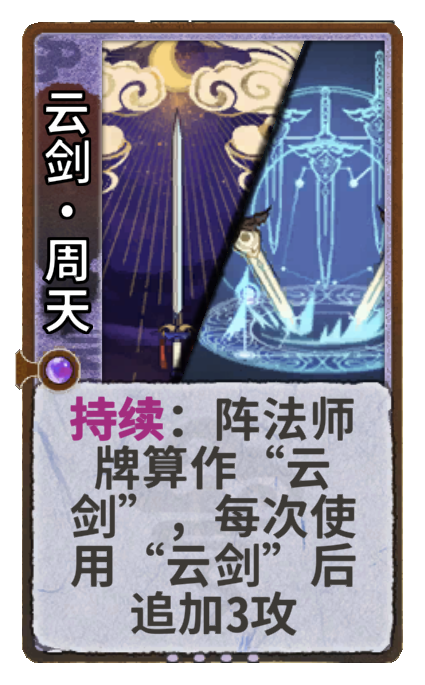 云剑·周天
持续：阵法师
牌算作“云
剑”，每次使
用“云剑”后
追加3攻